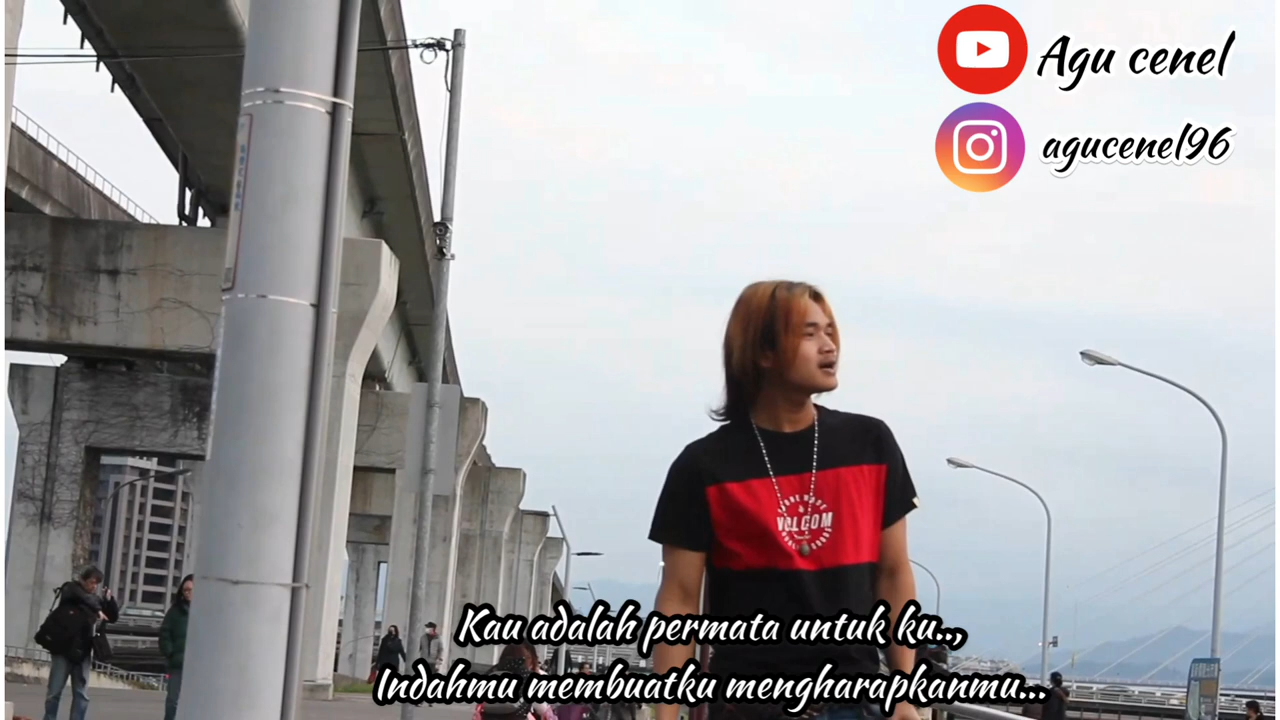 Agu cenel
agucenel96
VOLCOM
Kau adalah permata untuk ku..,
Indahmu membuatku mengharapkanmu...